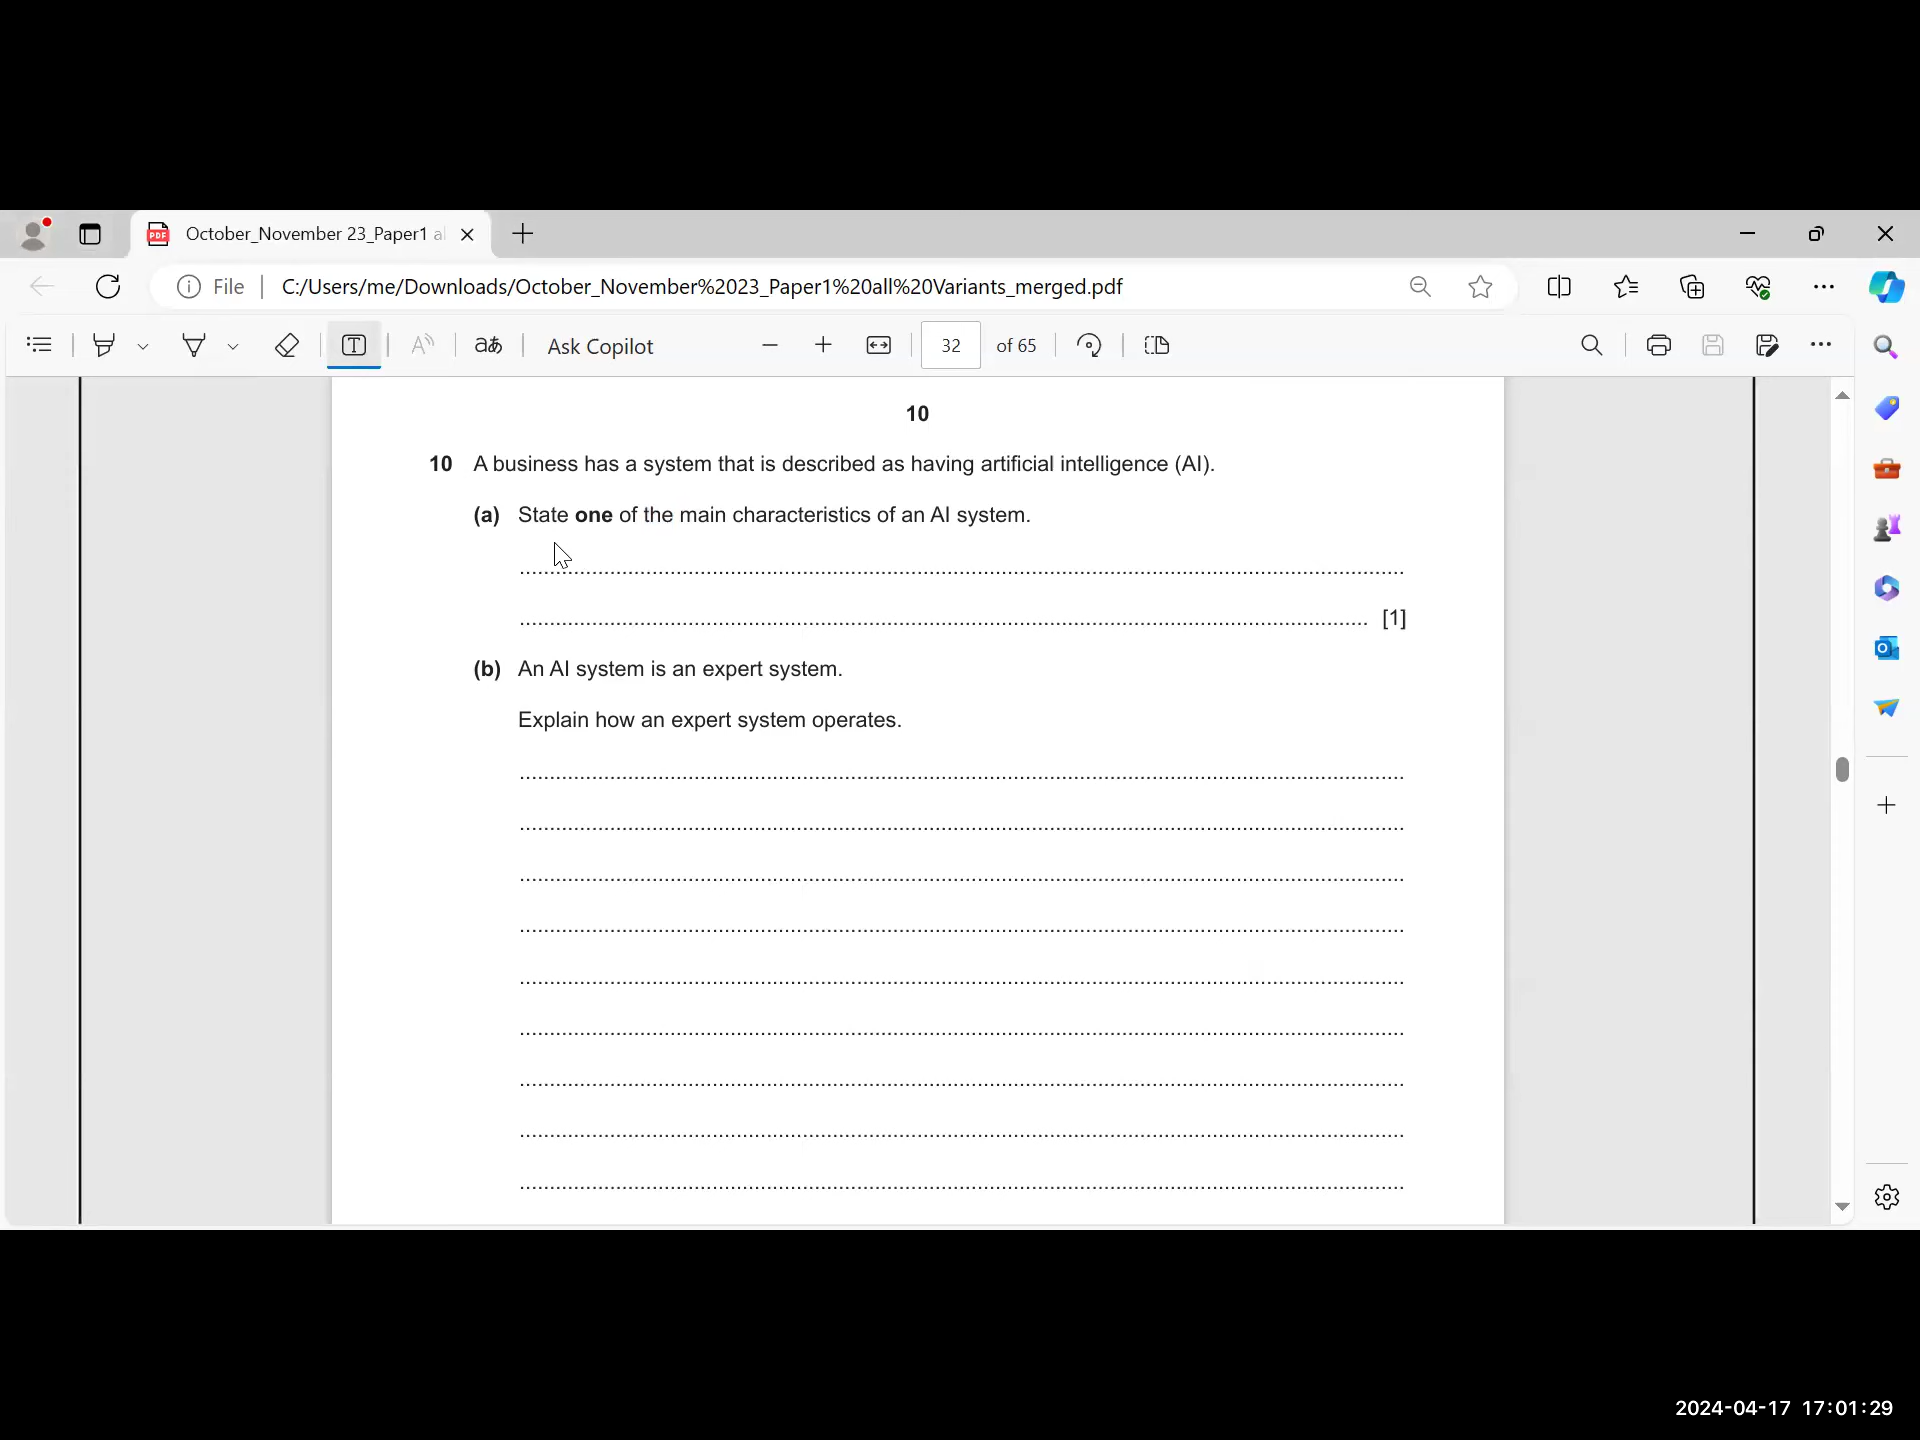 October_November 23_Paper1 a
File
C:/Users/me/Downloads/October_November%2023_Paper1%20all%20Variants_merged.pdf
aあ
Ask Copilot
32 of 65
10
10 A business has a system that is described as having artificial intelligence (AI).
(a) State one of the main characteristics of an AI system.
[1]
(b) An AI system is an expert system.
Explain how an expert system operates.
2024-04-17 17:01:29